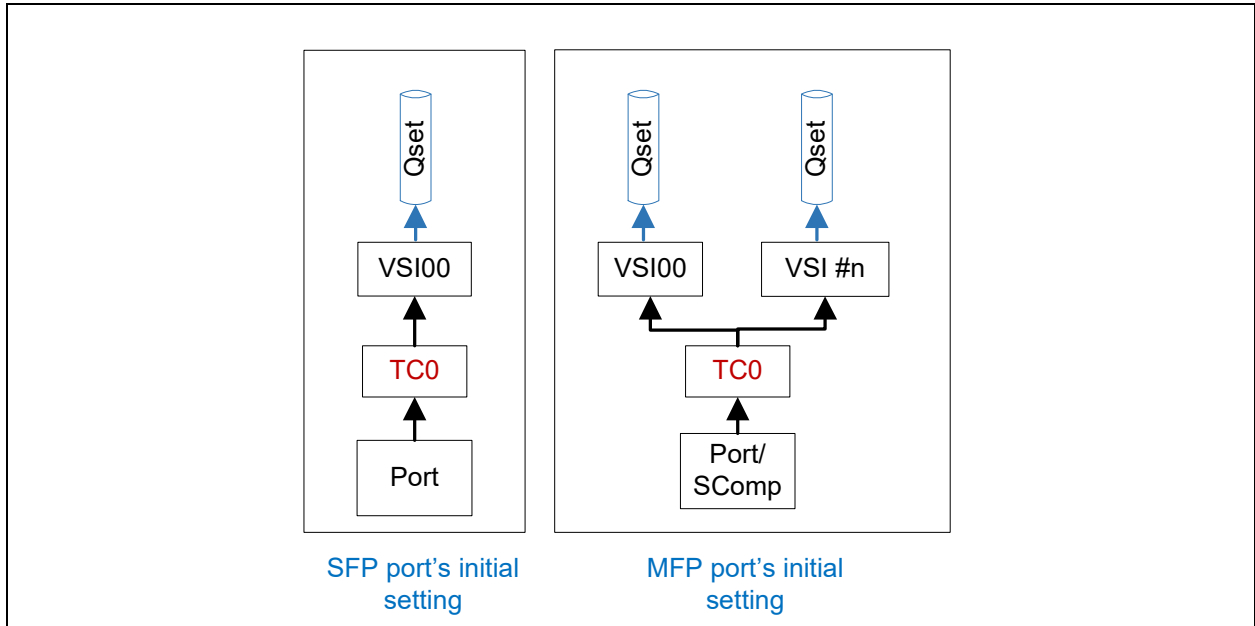 Qset
VSI00
TC0
Port
SFP port's initial
setting
Qset
Qset
VSI00
VSI #n
TC0
Port/
SComp
MFP port's initial
setting